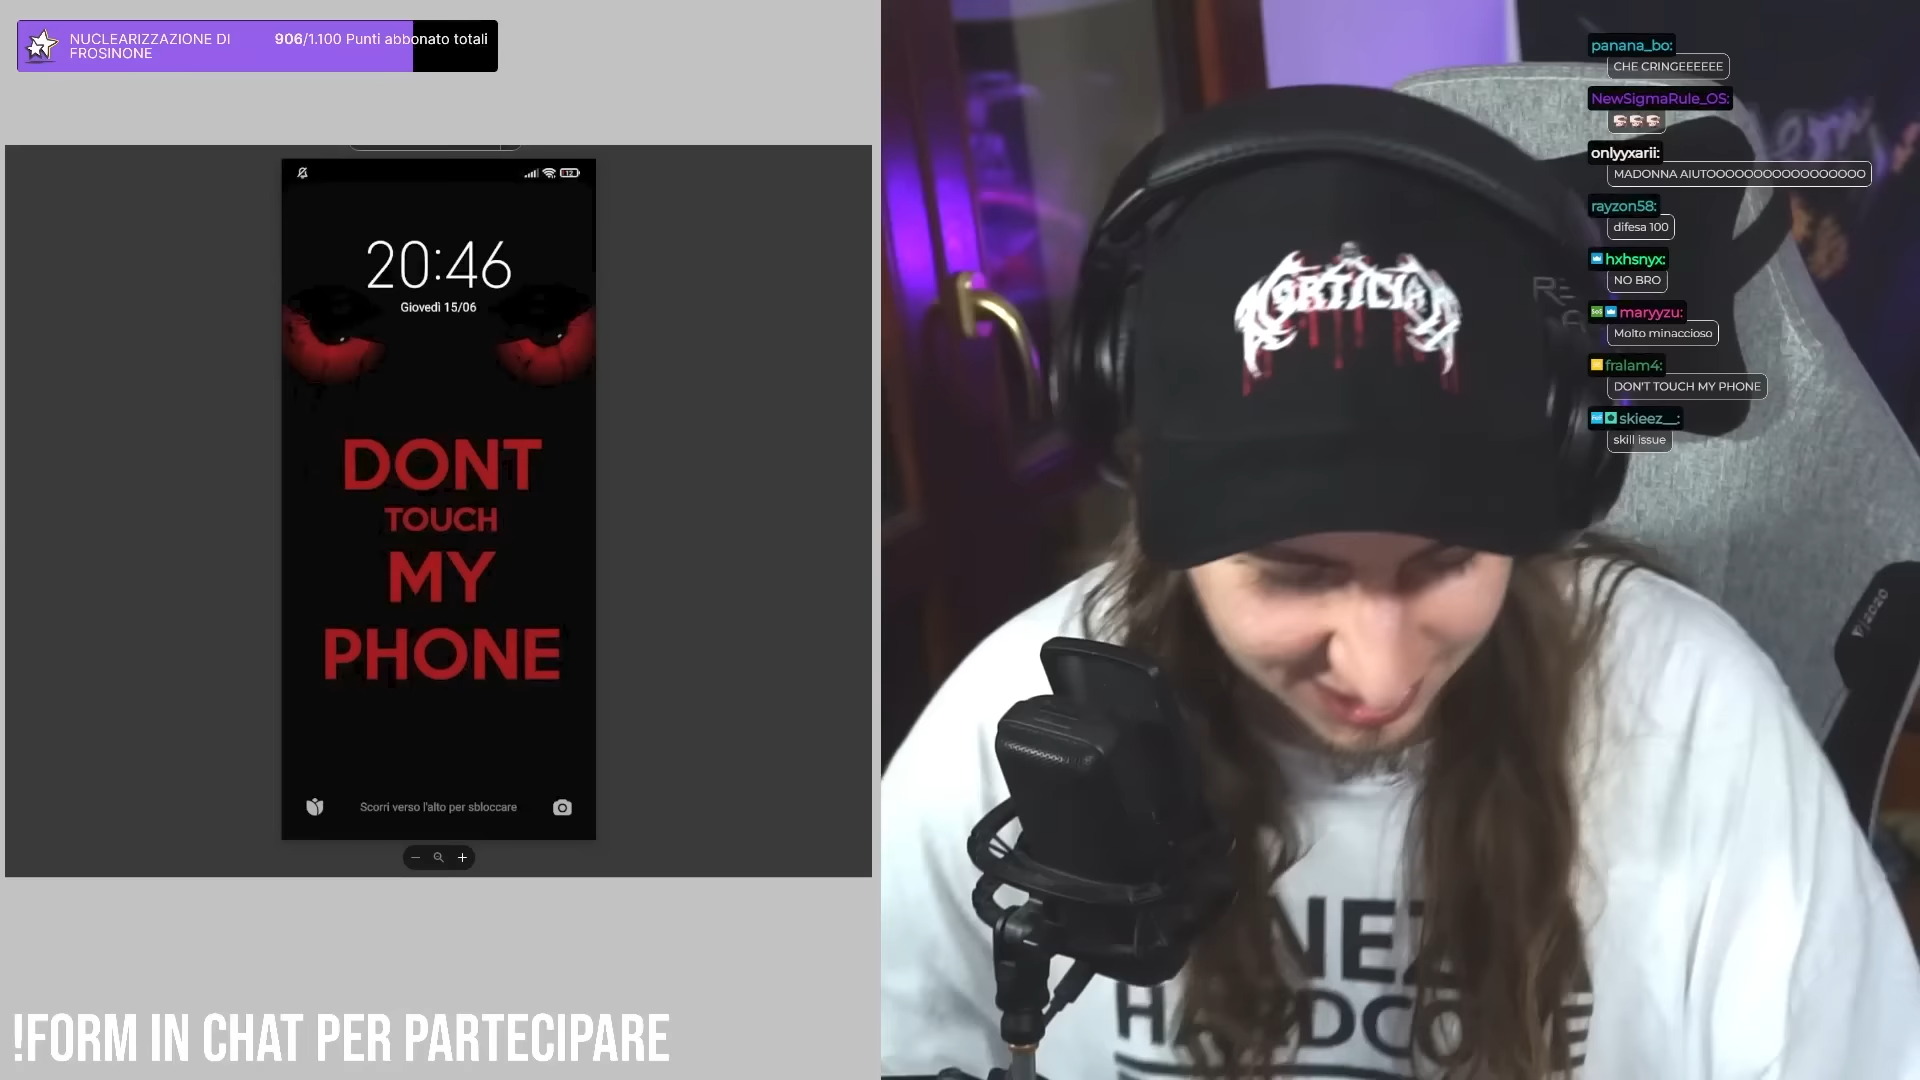 NUCLEARIZZAZIONE DI
FROSINONE
906/1.100 Punti abbonato totali
20:46
Giovedì 15/06
DONT
TOUCH
MY
PHONE
Scorri verso l'alto per sbloccare
!FORM IN CHAT PER PARTECIPARE
MORTICIAN
HARDCORE
panana_bo:
CHE CRINGEEEEEE
NewSigmaRule_OS:
onlyyxarii:
MADONNA AIUTOOOOOOOOOOOOOOOOO
rayzon58:
difesa 100
hxhsnyx:
NO BRO
maryyzu:
Molto minaccioso
fralam4:
DON'T TOUCH MY PHONE
skieez__:
skill issue